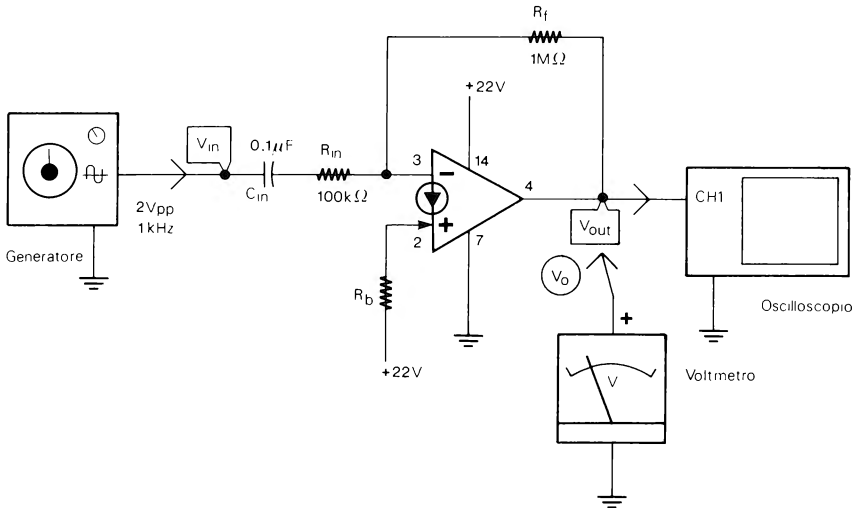 Rf
1MΩ
+22V
Vin
0.1µF
Rin
3
−
14
4
CH1
2Vpp
1kHz
Cin
100kΩ
+
2
7
Vout
Generatore
Rb
Vo
Oscilloscopio
+
+22V
V
Voltmetro